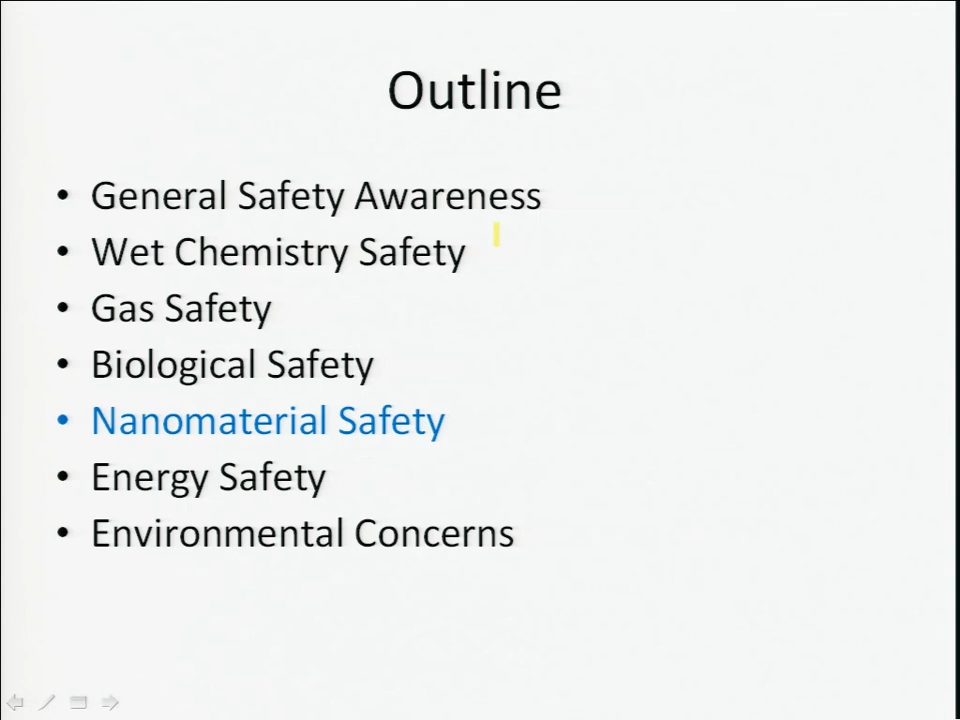 Outline
• General Safety Awareness
• Wet Chemistry Safety
• Gas Safety
• Biological Safety
• Nanomaterial Safety
• Energy Safety
• Environmental Concerns